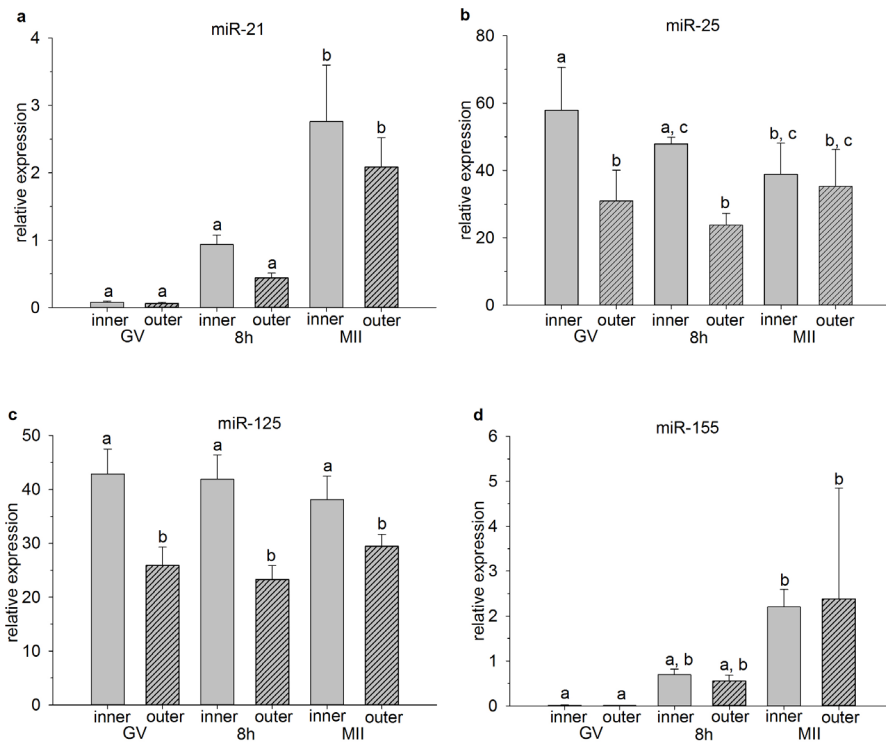 a
miR-21
relative expression
4
3
2
1
0
a
a
a
a
b
b
inner outer inner outer inner outer
GV 8h MII
b
miR-25
relative expression
80
60
40
20
0
a
b
a, c
b
b, c
b, c
inner outer inner outer inner outer
GV 8h MII
c
miR-125
relative expression
50
40
30
20
10
0
a
b
a
b
a
b
inner outer inner outer inner outer
GV 8h MII
d
miR-155
relative expression
6
5
4
3
2
1
0
a
a
a, b
a, b
b
b
inner outer inner outer inner outer
GV 8h MII